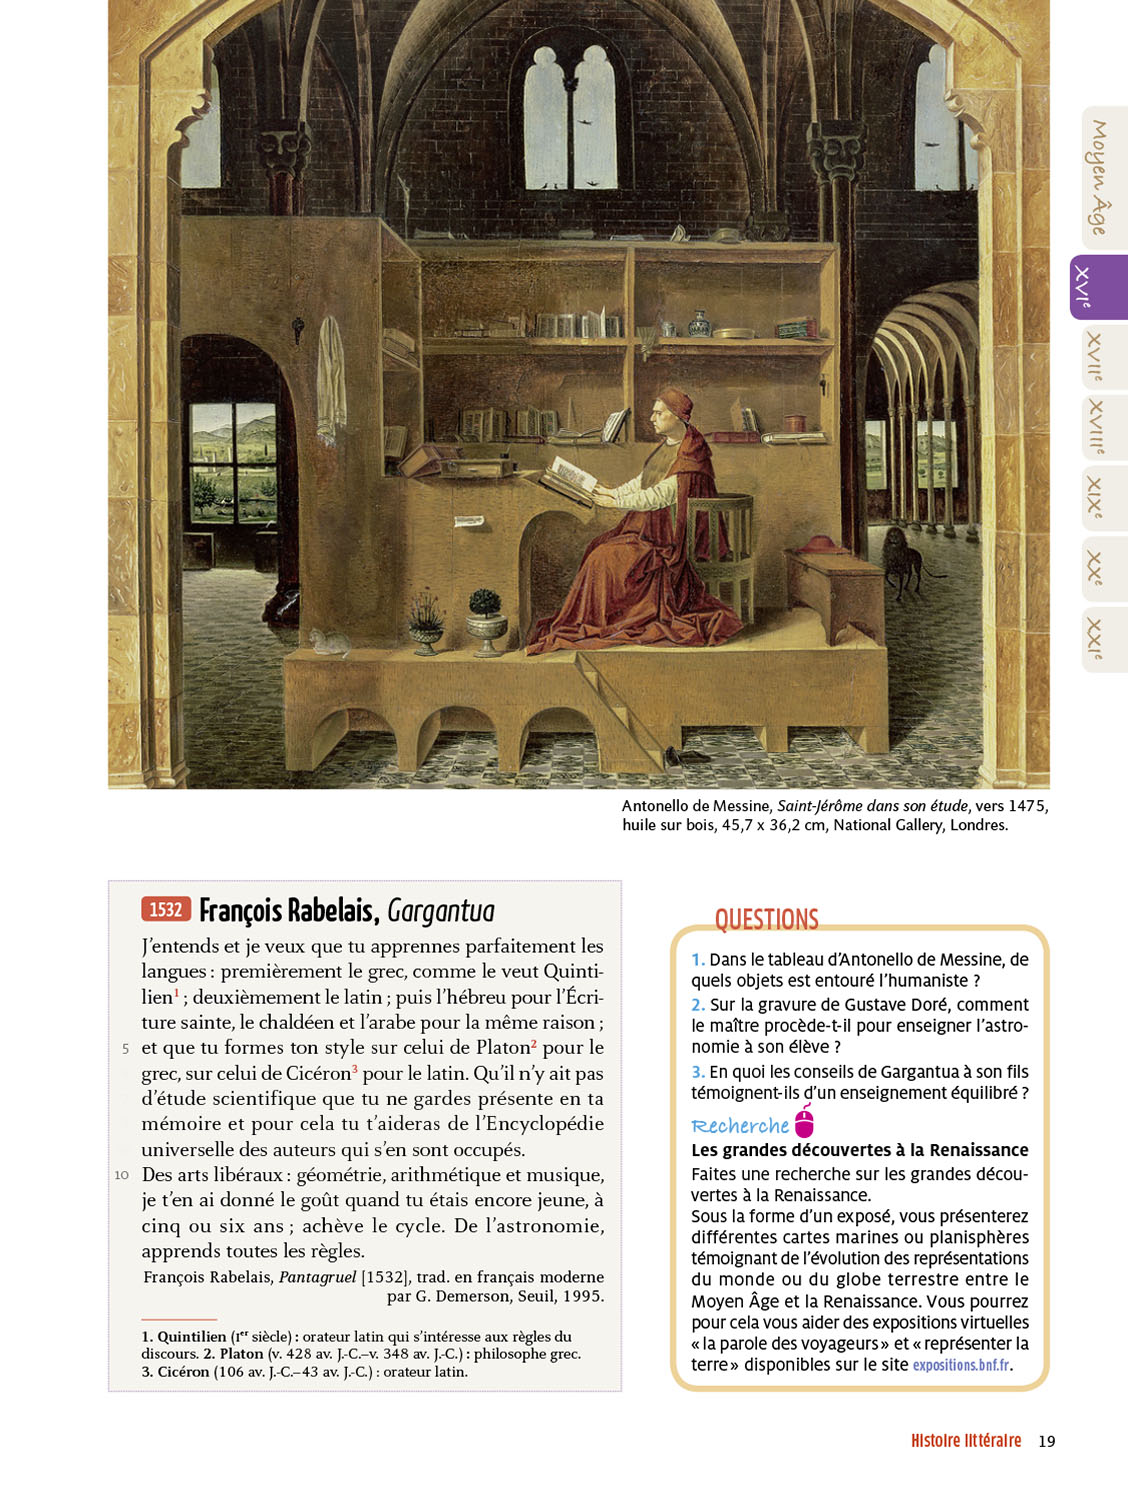 Moyen Âge
XVIe
XVIIe
XVIIIe
XIXe
XXe
XXIe
Antonello de Messine, Saint-Jérôme dans son étude, vers 1475,
huile sur bois, 45,7 x 36,2 cm, National Gallery, Londres.
1532 François Rabelais, Gargantua
J'entends et je veux que tu apprennes parfaitement les
langues : premièrement le grec, comme le veut Quinti-
lien1 ; deuxièmement le latin ; puis l'hébreu pour l'Écri-
ture sainte, le chaldéen et l'arabe pour la même raison ;
5 et que tu formes ton style sur celui de Platon2 pour le
grec, sur celui de Cicéron3 pour le latin. Qu'il n'y ait pas
d'étude scientifique que tu ne gardes présente en ta
mémoire et pour cela tu t'aideras de l'Encyclopédie
universelle des auteurs qui s'en sont occupés.
10 Des arts libéraux : géométrie, arithmétique et musique,
je t'en ai donné le goût quand tu étais encore jeune, à
cinq ou six ans ; achève le cycle. De l'astronomie,
apprends toutes les règles.
François Rabelais, Pantagruel [1532], trad. en français moderne
par G. Demerson, Seuil, 1995.
1. Quintilien (Ier siècle) : orateur latin qui s'intéresse aux règles du
discours. 2. Platon (v. 428 av. J.-C.–v. 348 av. J.-C.) : philosophe grec.
3. Cicéron (106 av. J.-C.–43 av. J.-C.) : orateur latin.
QUESTIONS
1. Dans le tableau d'Antonello de Messine, de
quels objets est entouré l'humaniste ?
2. Sur la gravure de Gustave Doré, comment
le maître procède-t-il pour enseigner l'astro-
nomie à son élève ?
3. En quoi les conseils de Gargantua à son fils
témoignent-ils d'un enseignement équilibré ?
Recherche
Les grandes découvertes à la Renaissance
Faites une recherche sur les grandes décou-
vertes à la Renaissance.
Sous la forme d'un exposé, vous présenterez
différentes cartes marines ou planisphères
témoignant de l'évolution des représentations
du monde ou du globe terrestre entre le
Moyen Âge et la Renaissance. Vous pourrez
pour cela vous aider des expositions virtuelles
« la parole des voyageurs » et « représenter la
terre » disponibles sur le site expositions.bnf.fr.
Histoire littéraire 19